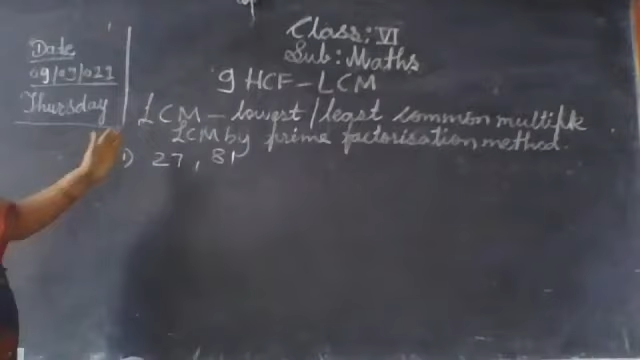 Date
09/09/021
Thursday
Class: VI
Sub: Maths
9 HCF - LCM
LCM - lowest/least common multiple
LCM by prime factorisation method.
1) 27, 81